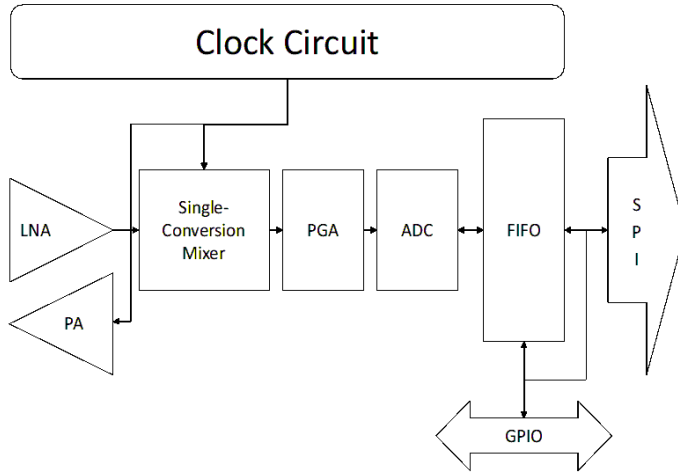 Clock Circuit
LNA
Single-
Conversion
Mixer
PGA
ADC
FIFO
S
P
I
PA
GPIO